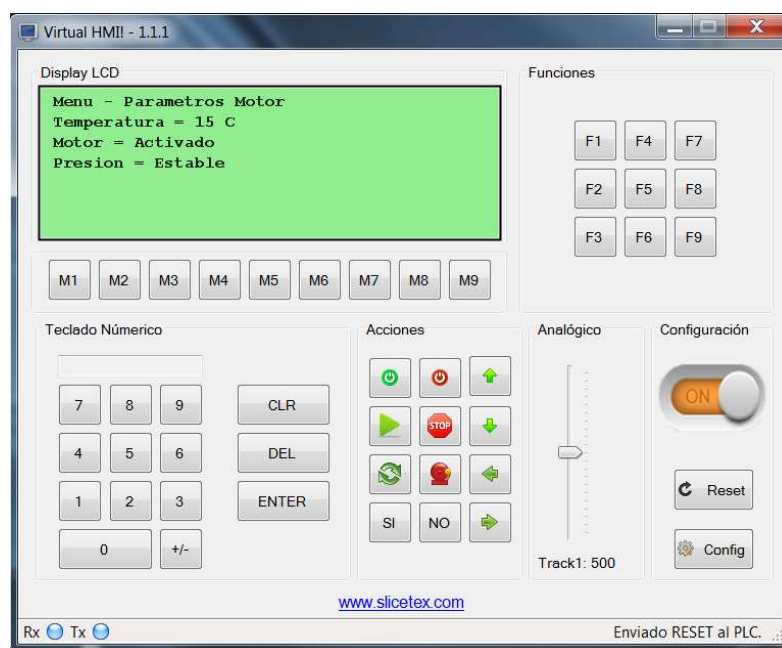 Virtual HMI! - 1.1.1
Display LCD
Menu - Parametros Motor
Temperatura = 15 C
Motor = Activado
Presion = Estable
M1 M2 M3 M4 M5 M6 M7 M8 M9
Funciones
F1 F4 F7
F2 F5 F8
F3 F6 F9
Teclado Númerico
7 8 9 CLR
4 5 6 DEL
1 2 3 ENTER
0 +/-
Acciones
STOP
SI NO
Analógico
Track1: 500
Configuración
ON
Reset
Config
www.slicetex.com
Rx Tx Enviado RESET al PLC.